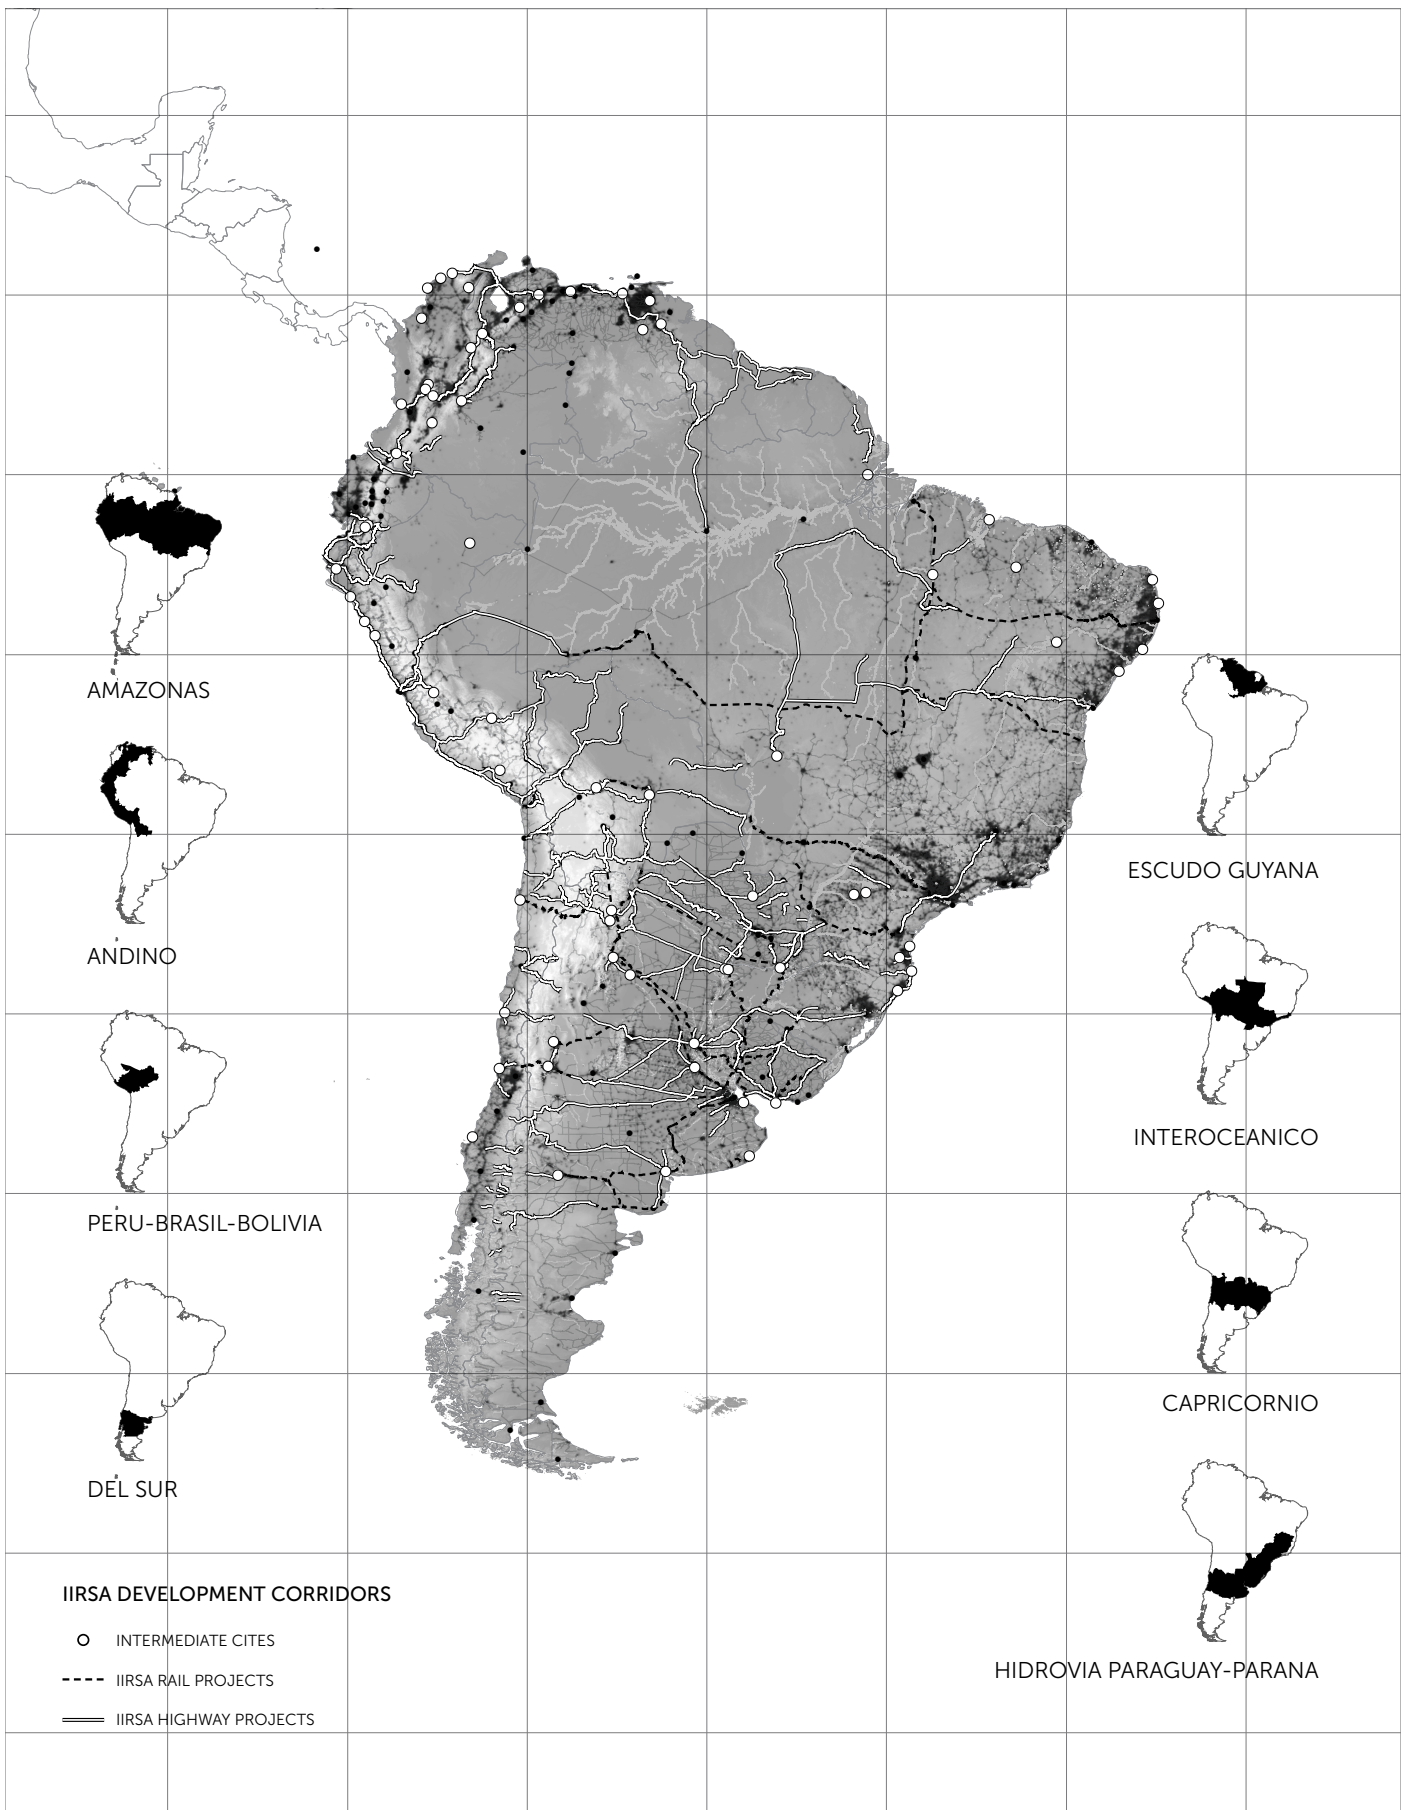 AMAZONAS
ANDINO
PERU-BRASIL-BOLIVIA
DEL SUR
ESCUDO GUYANA
INTEROCEANICO
CAPRICORNIO
HIDROVIA PARAGUAY-PARANA
IIRSA DEVELOPMENT CORRIDORS
INTERMEDIATE CITES
IIRSA RAIL PROJECTS
IIRSA HIGHWAY PROJECTS